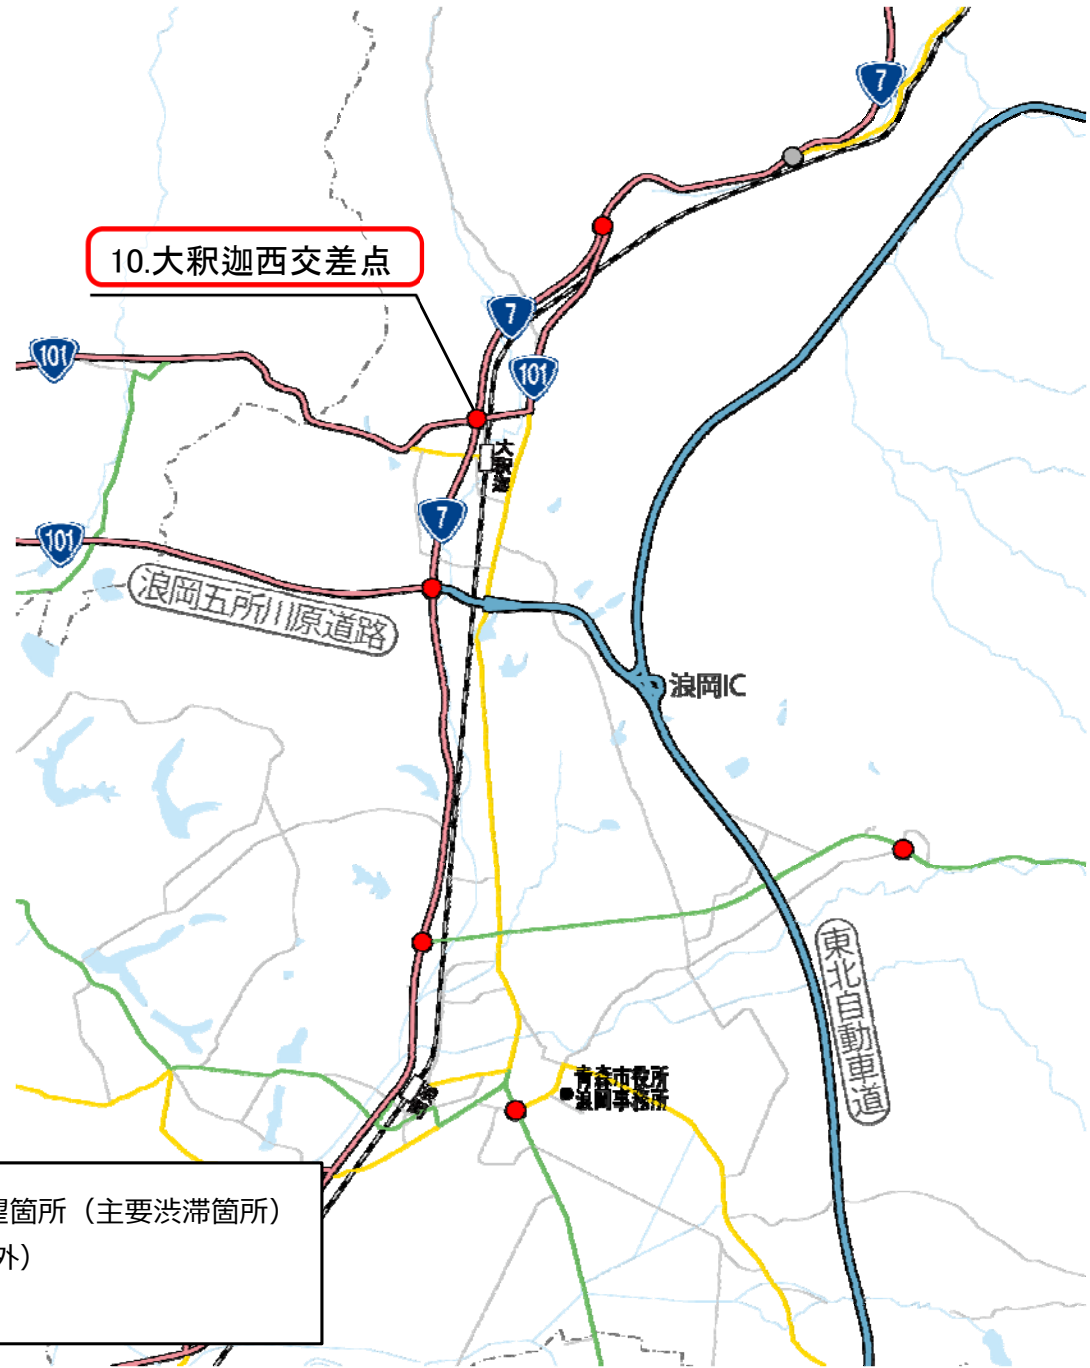 7
10.大釈迦西交差点
7
101
101
大釈迦
7
101
浪岡五所川原道路
浪岡IC
東北自動車道
青森市役所
浪岡事務所
浪岡
箇所（主要渋滞箇所）
外）